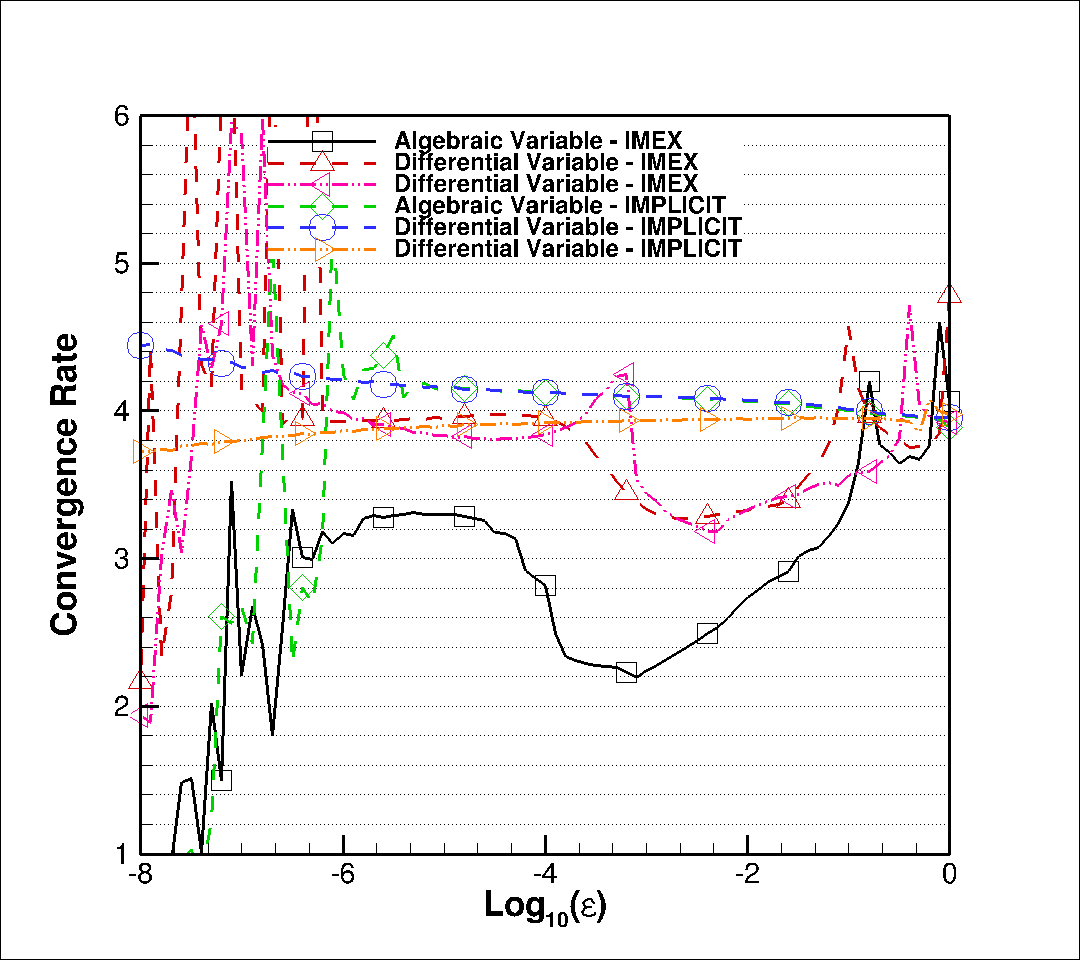 6
Algebraic Variable - IMEX
Differential Variable - IMEX
Differential Variable - IMEX
Algebraic Variable - IMPLICIT
Differential Variable - IMPLICIT
Differential Variable - IMPLICIT
5
4
3
2
1
Convergence Rate
-8 -6 -4 -2 0
Log10(ε)